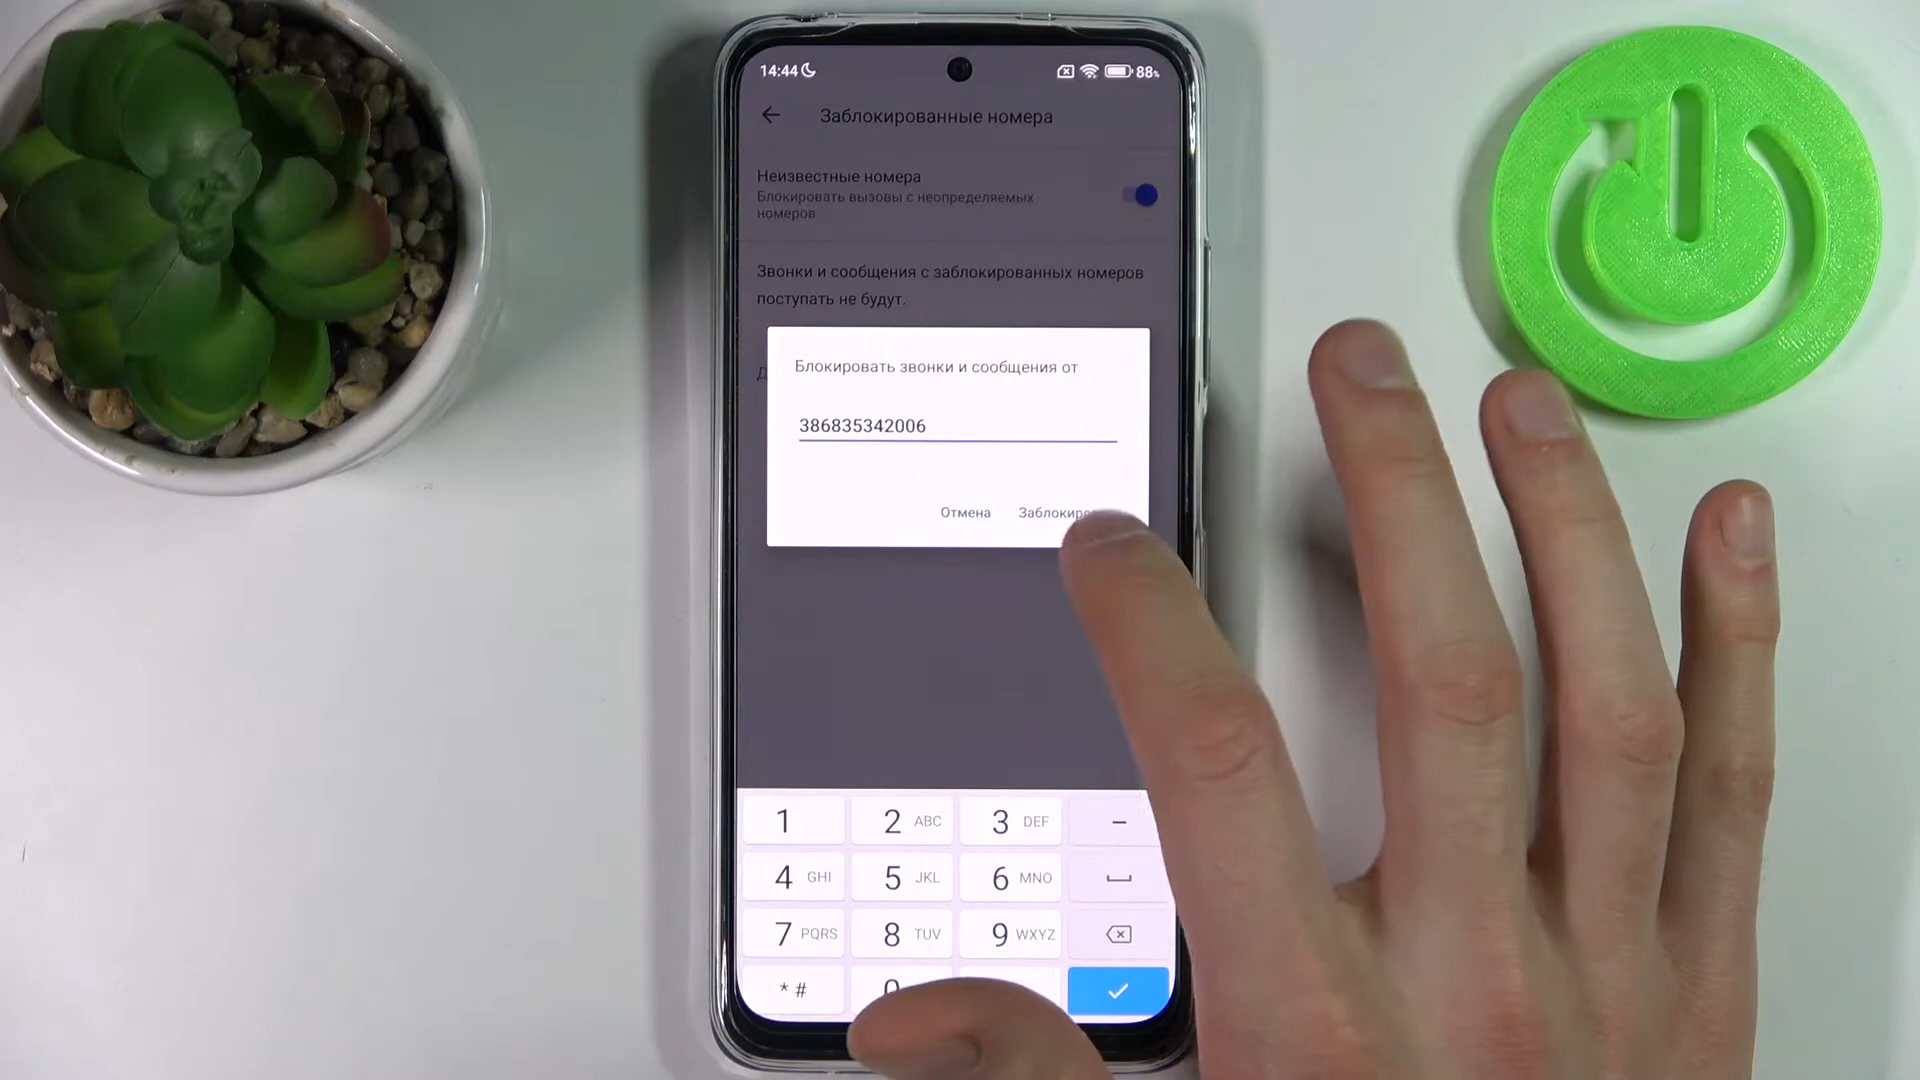 14:44
88%
Заблокированные номера
Неизвестные номера
Блокировать вызовы с неопределяемых
номеров
Звонки и сообщения с заблокированных номеров
поступать не будут.
Блокировать звонки и сообщения от
386835342006
Отмена
1
2 ABC
3 DEF
-
4 GHI
5 JKL
6 MNO
7 PQRS
8 TUV
9 WXYZ
* #
0